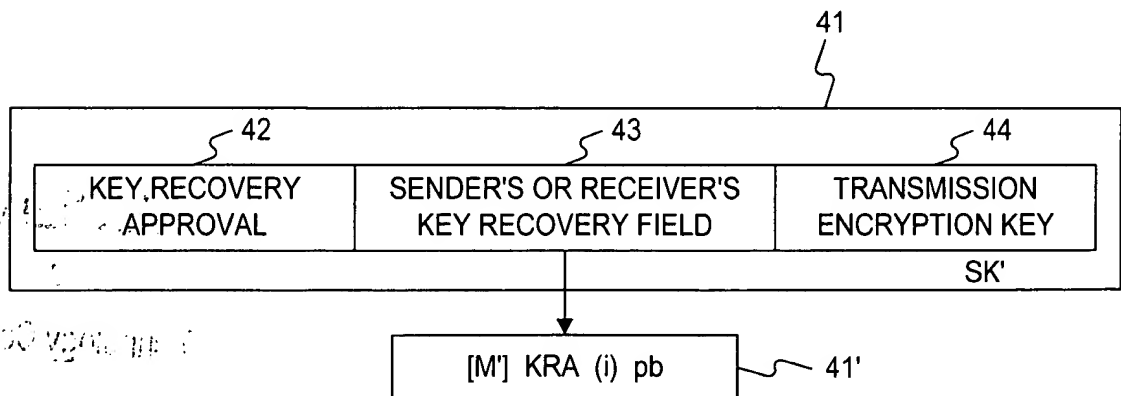 41
42
43
44
KEY RECOVERY
APPROVAL
SENDER'S OR RECEIVER'S
KEY RECOVERY FIELD
TRANSMISSION
ENCRYPTION KEY
SK'
[M'] KRA (i) pb
41'